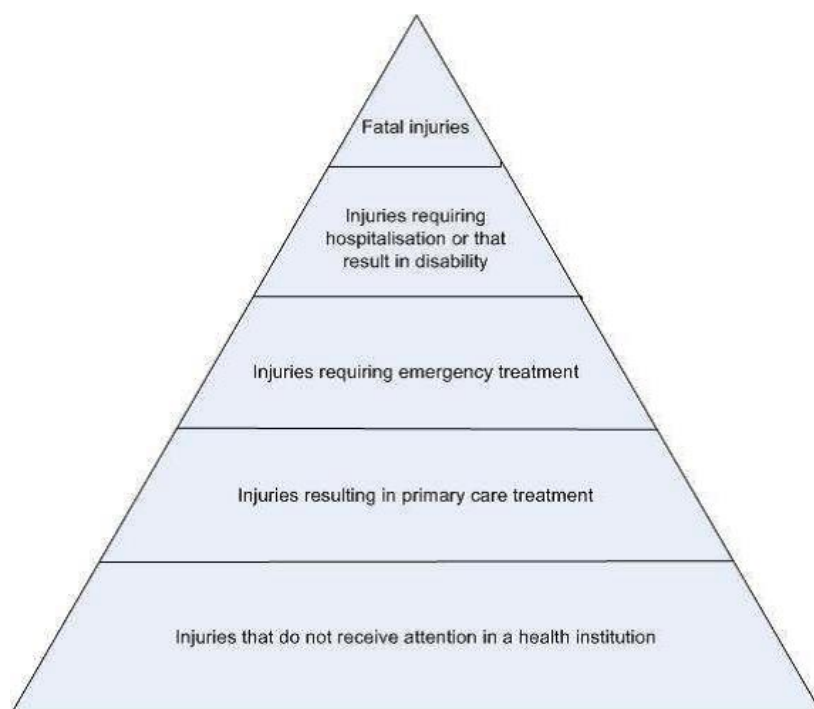 Fatal injuries
Injuries requiring
hospitalisation or that
result in disability
Injuries requiring emergency treatment
Injuries resulting in primary care treatment
Injuries that do not receive attention in a health institution